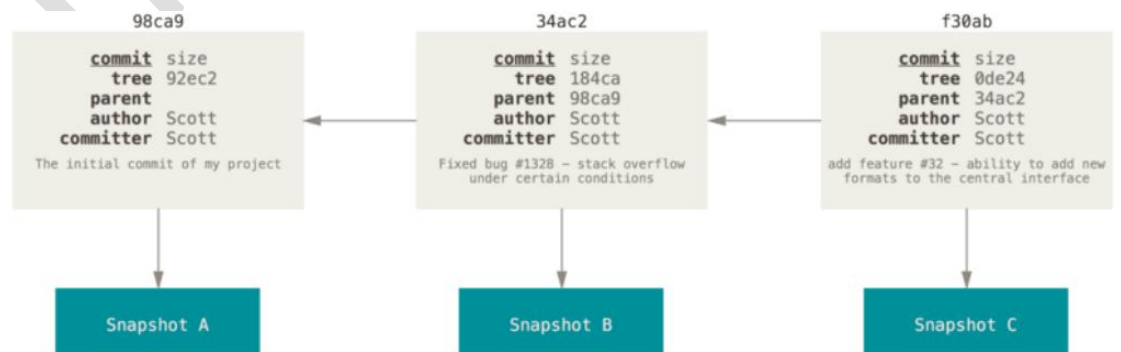 98ca9
commit size
tree 92ec2
parent
author Scott
committer Scott
The initial commit of my project
Snapshot A
34ac2
commit size
tree 184ca
parent 98ca9
author Scott
committer Scott
Fixed bug #1328 – stack overflow
under certain conditions
Snapshot B
f30ab
commit size
tree 0de24
parent 34ac2
author Scott
committer Scott
add feature #32 – ability to add new
formats to the central interface
Snapshot C